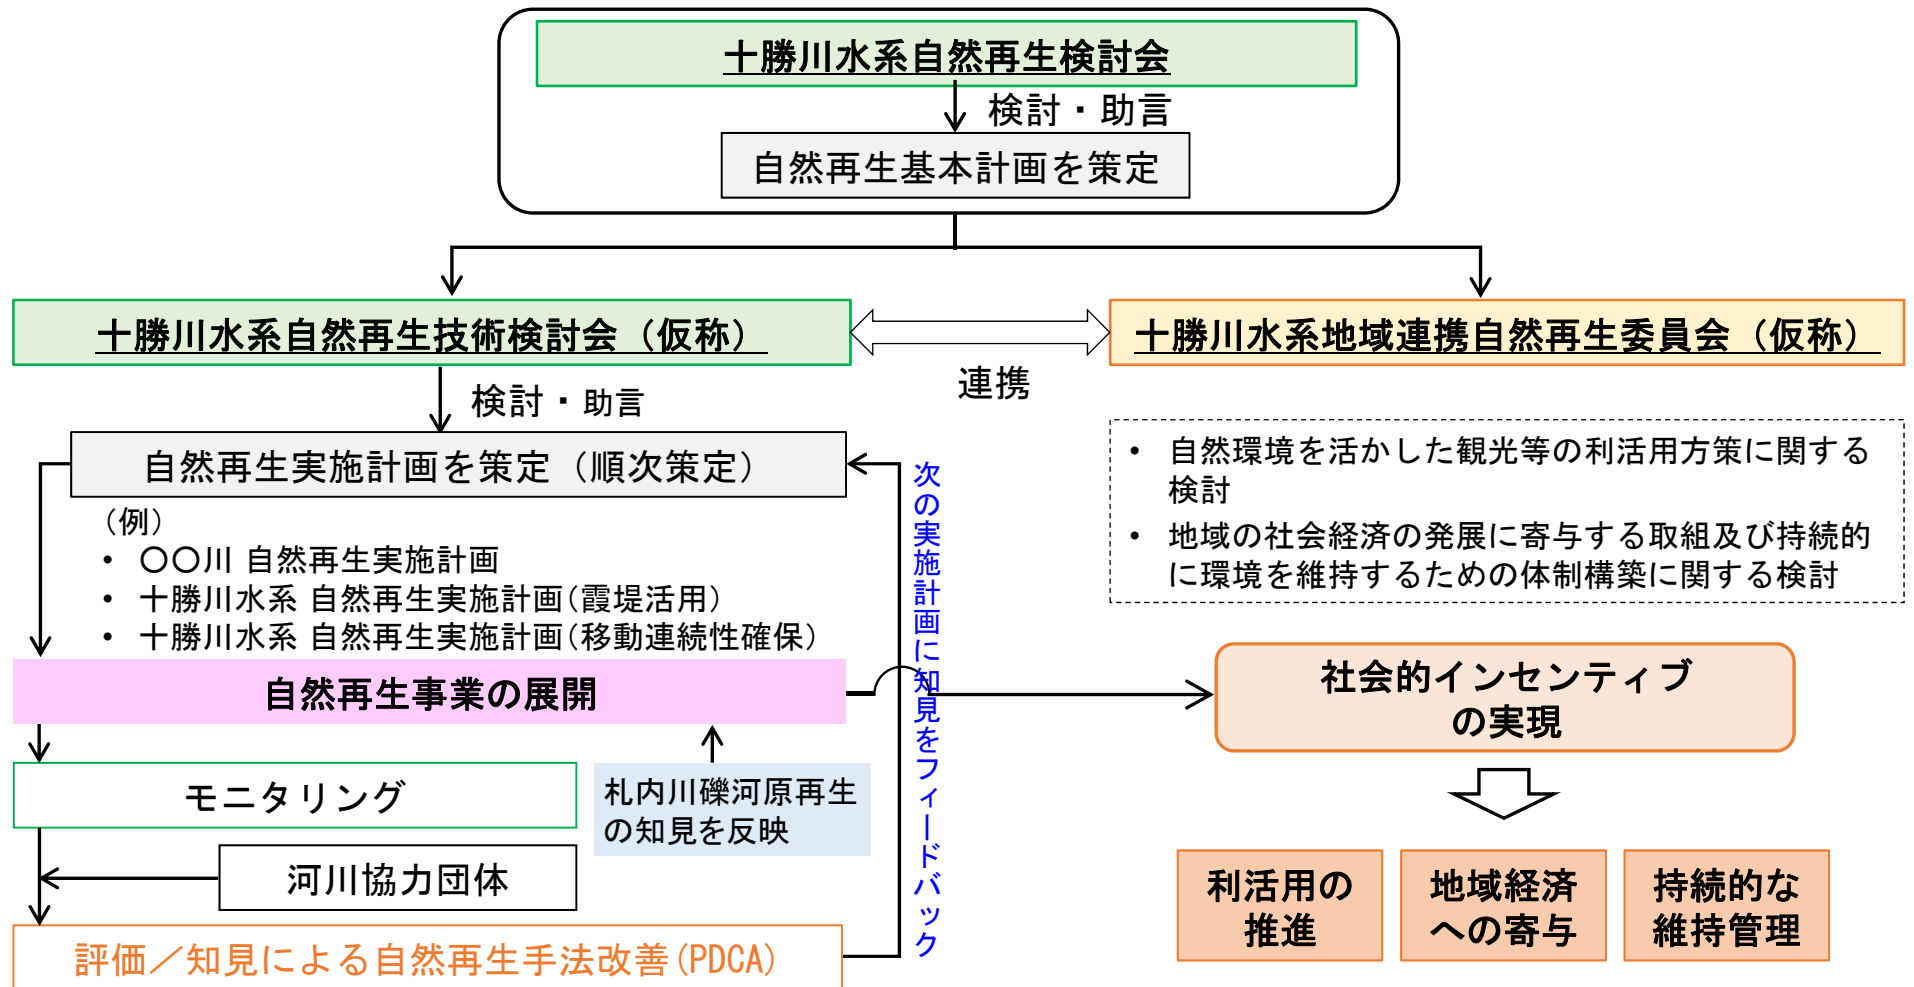 十勝川水系自然再生検討会
検討・助言
自然再生基本計画を策定
十勝川水系自然再生技術検討会（仮称）
連携
十勝川水系地域連携自然再生委員会（仮称）
検討・助言
自然再生実施計画を策定（順次策定）
（例）
• 〇〇川 自然再生実施計画
• 十勝川水系 自然再生実施計画（霞堤活用）
• 十勝川水系 自然再生実施計画（移動連続性確保）
自然再生事業の展開
モニタリング
札内川礫河原再生
の知見を反映
河川協力団体
評価／知見による自然再生手法改善(PDCA)
次の実施計画に知見をフィードバック
• 自然環境を活かした観光等の利活用方策に関する
検討
• 地域の社会経済の発展に寄与する取組及び持続的
に環境を維持するための体制構築に関する検討
社会的インセンティブ
の実現
利活用の
推進
地域経済
への寄与
持続的な
維持管理